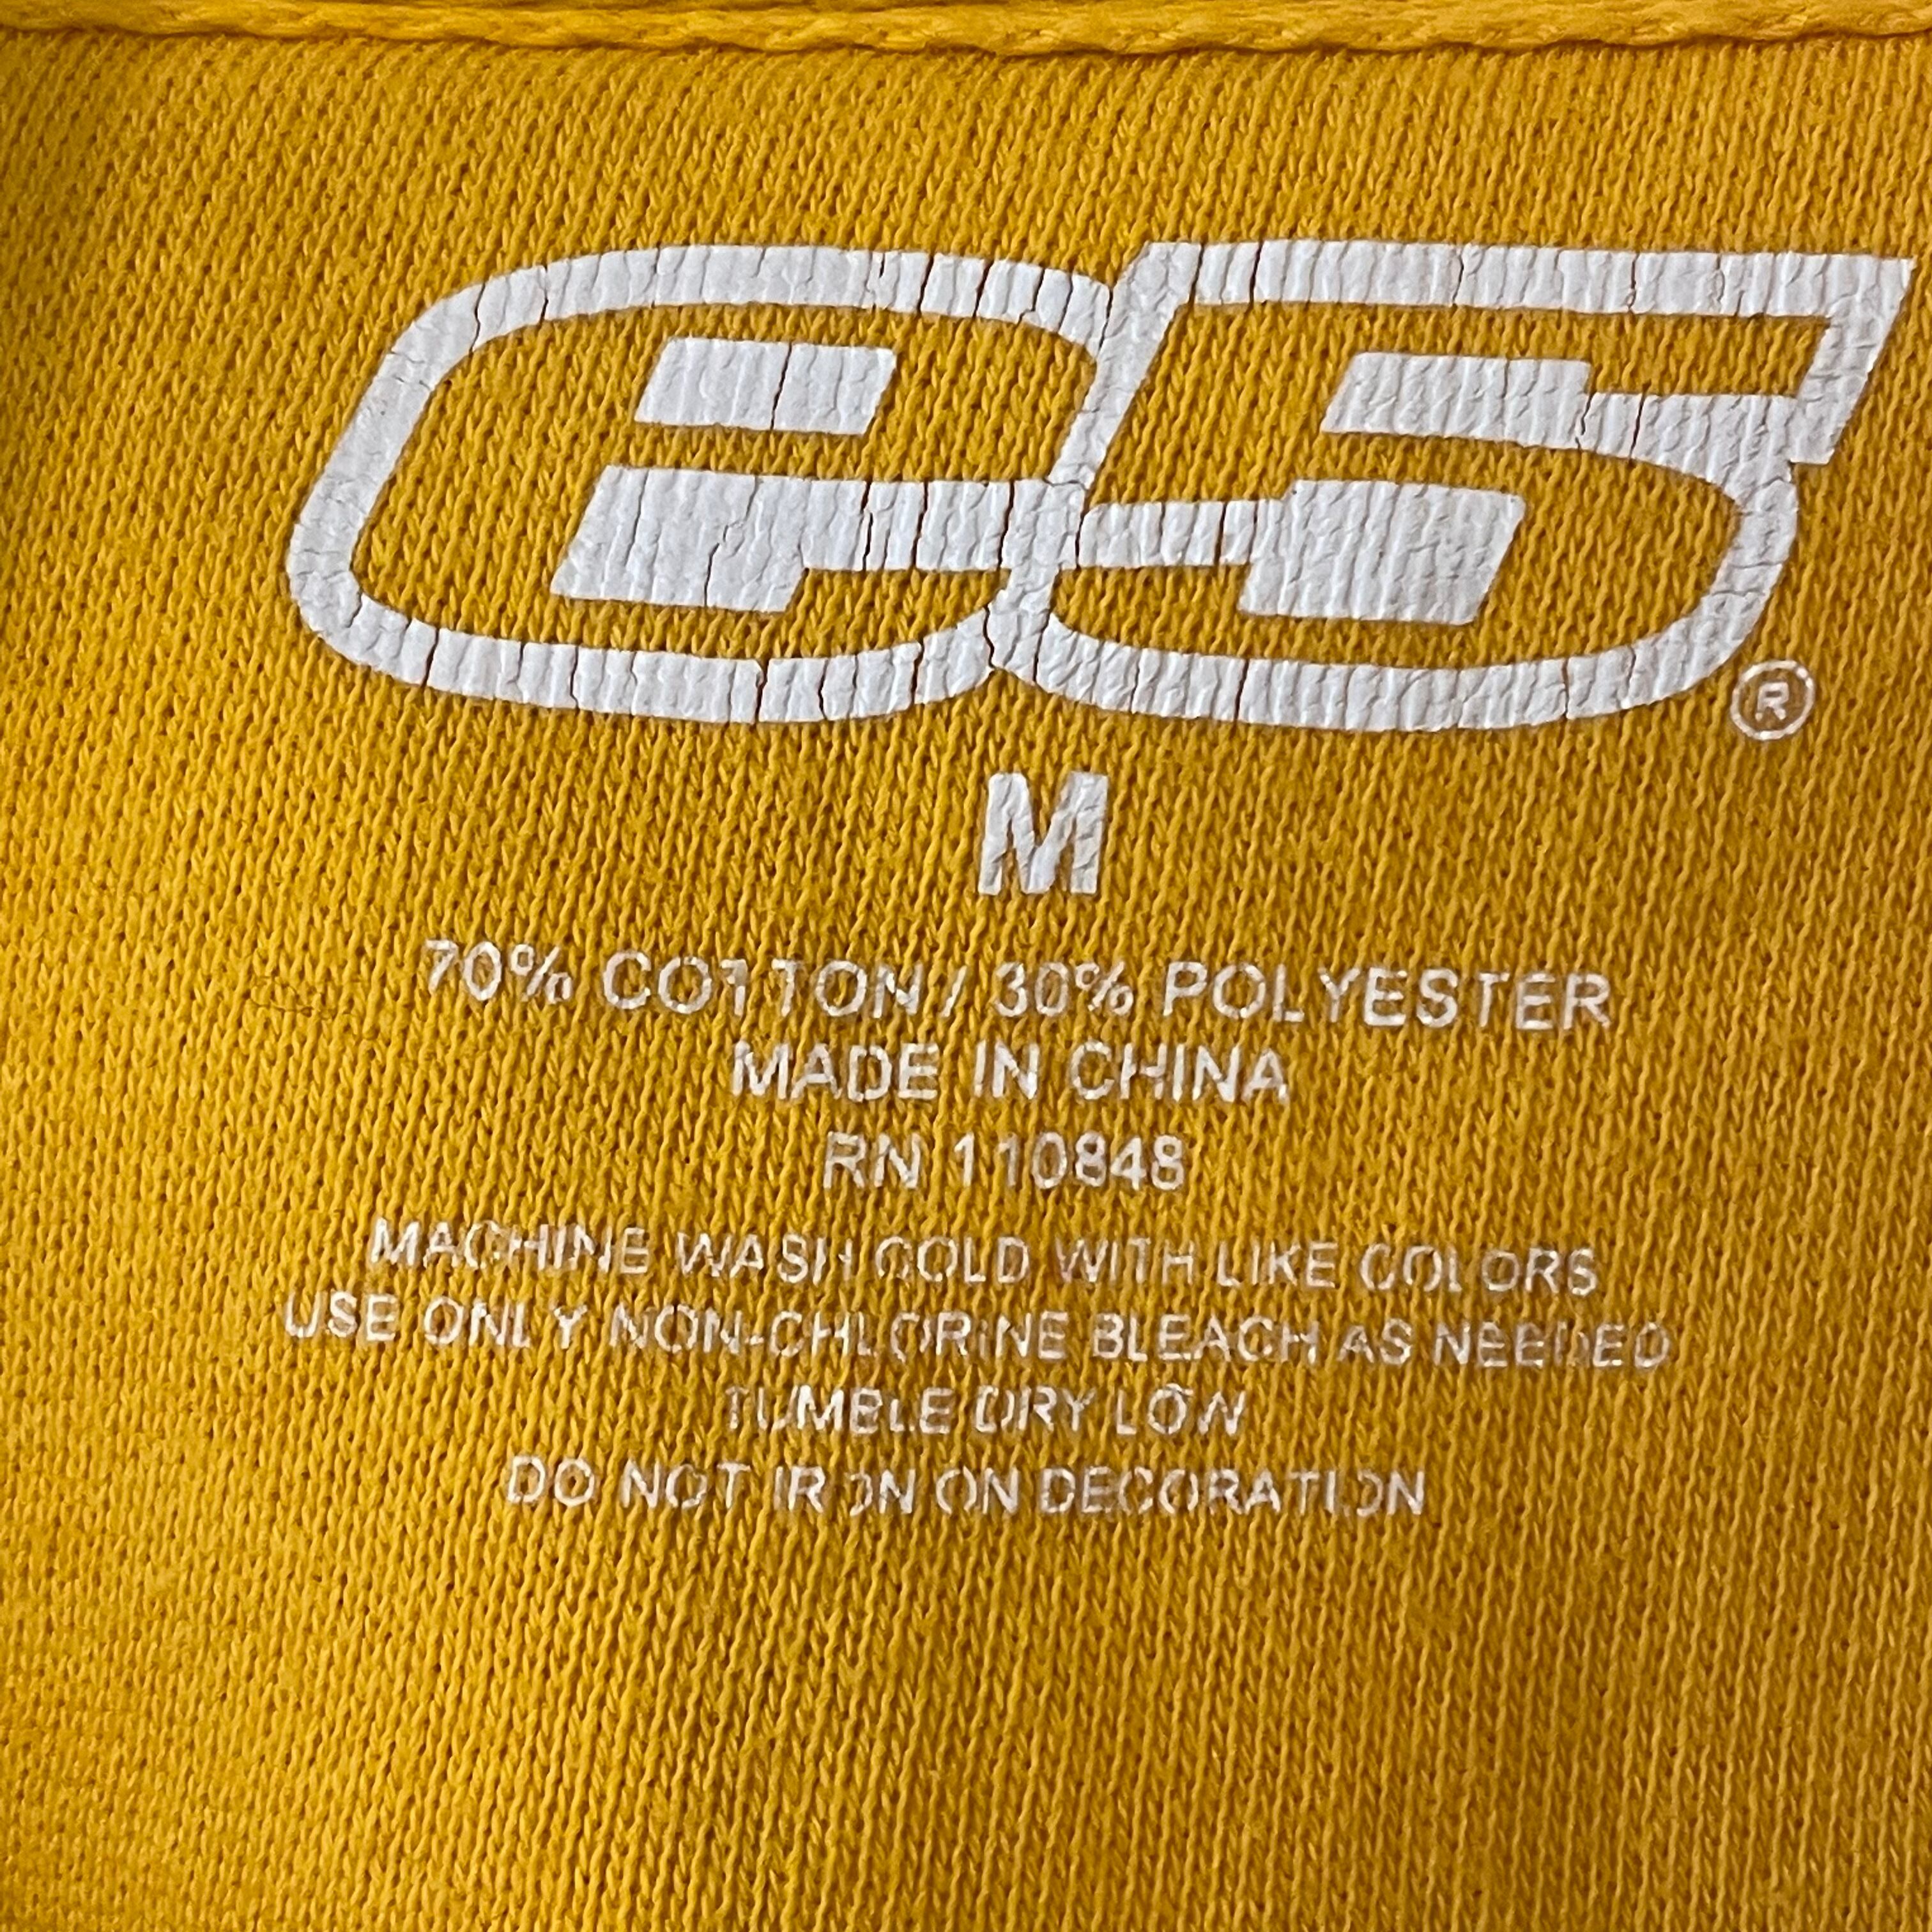 e5
®
M
70% COTTON / 30% POLYESTER
MADE IN CHINA
RN 110848
MACHINE WASH COLD WITH LIKE COLORS
USE ONLY NON-CHLORINE BLEACH AS NEEDED
TUMBLE DRY LOW
DO NOT IRON ON DECORATION